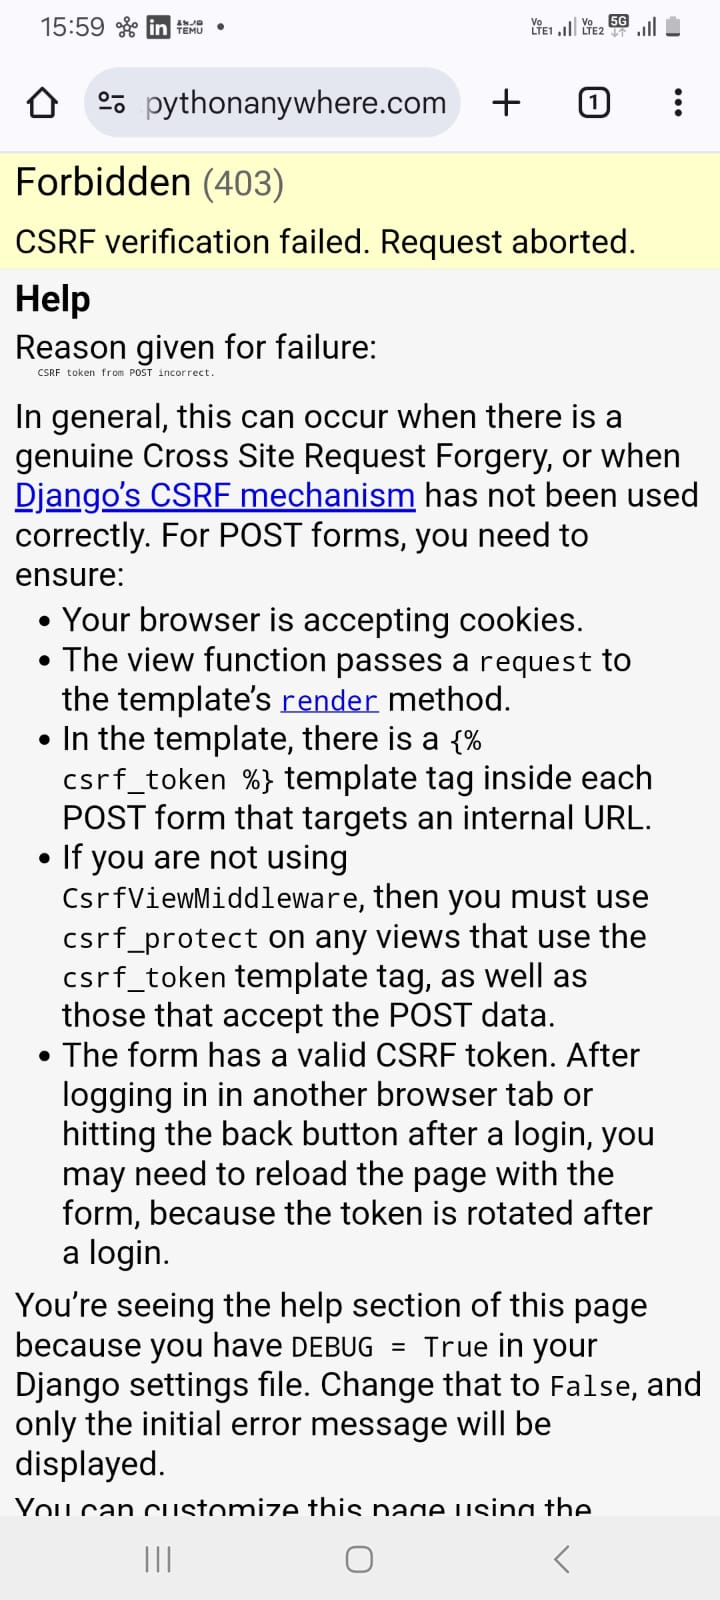 15:59 in TEMU
Vo LTE1 Vo LTE2 5G
pythonanywhere.com 1
Forbidden (403)
CSRF verification failed. Request aborted.
Help
Reason given for failure:
CSRF token from POST incorrect.
In general, this can occur when there is a
genuine Cross Site Request Forgery, or when
Django’s CSRF mechanism has not been used
correctly. For POST forms, you need to
ensure:
• Your browser is accepting cookies.
• The view function passes a request to
the template’s render method.
• In the template, there is a {%
csrf_token %} template tag inside each
POST form that targets an internal URL.
• If you are not using
CsrfViewMiddleware, then you must use
csrf_protect on any views that use the
csrf_token template tag, as well as
those that accept the POST data.
• The form has a valid CSRF token. After
logging in in another browser tab or
hitting the back button after a login, you
may need to reload the page with the
form, because the token is rotated after
a login.
You’re seeing the help section of this page
because you have DEBUG = True in your
Django settings file. Change that to False, and
only the initial error message will be
displayed.
You can customize this page using the